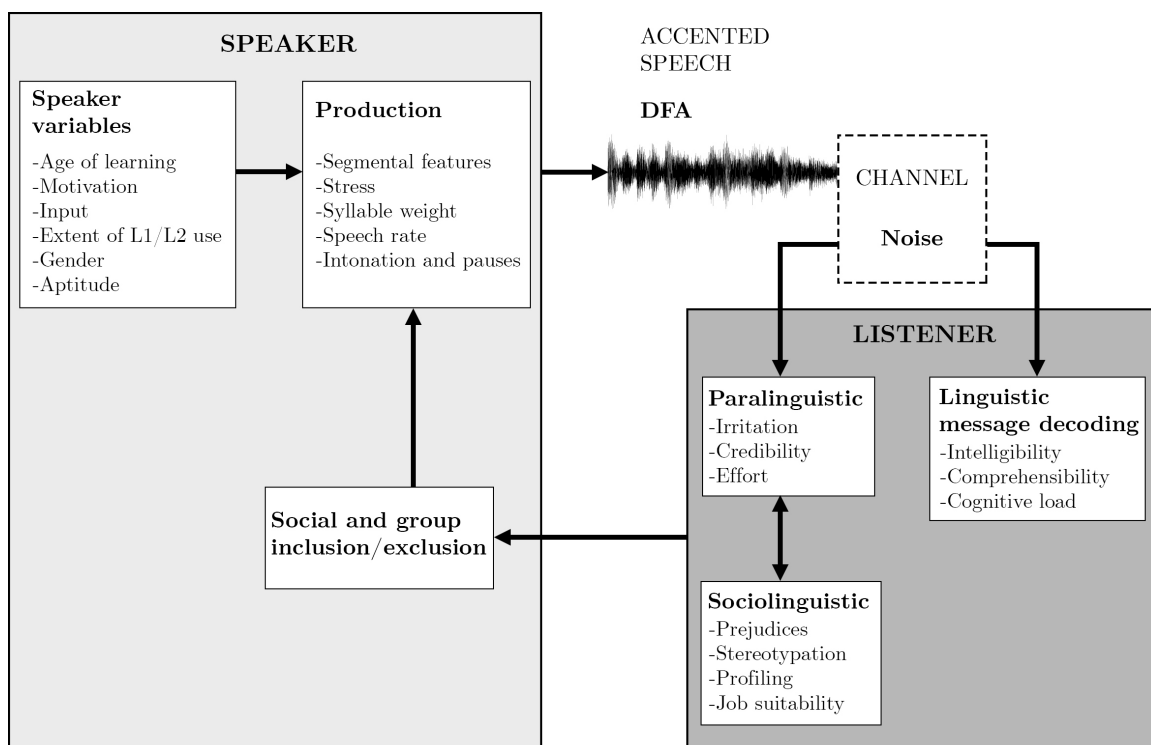 SPEAKER
Speaker
variables
-Age of learning
-Motivation
-Input
-Extent of L1/L2 use
-Gender
-Aptitude
Production
-Segmental features
-Stress
-Syllable weight
-Speech rate
-Intonation and pauses
Social and group
inclusion/exclusion
ACCENTED
SPEECH
DFA
CHANNEL
Noise
LISTENER
Paralinguistic
-Irritation
-Credibility
-Effort
Linguistic
message decoding
-Intelligibility
-Comprehensibility
-Cognitive load
Sociolinguistic
-Prejudices
-Stereotypation
-Profiling
-Job suitability